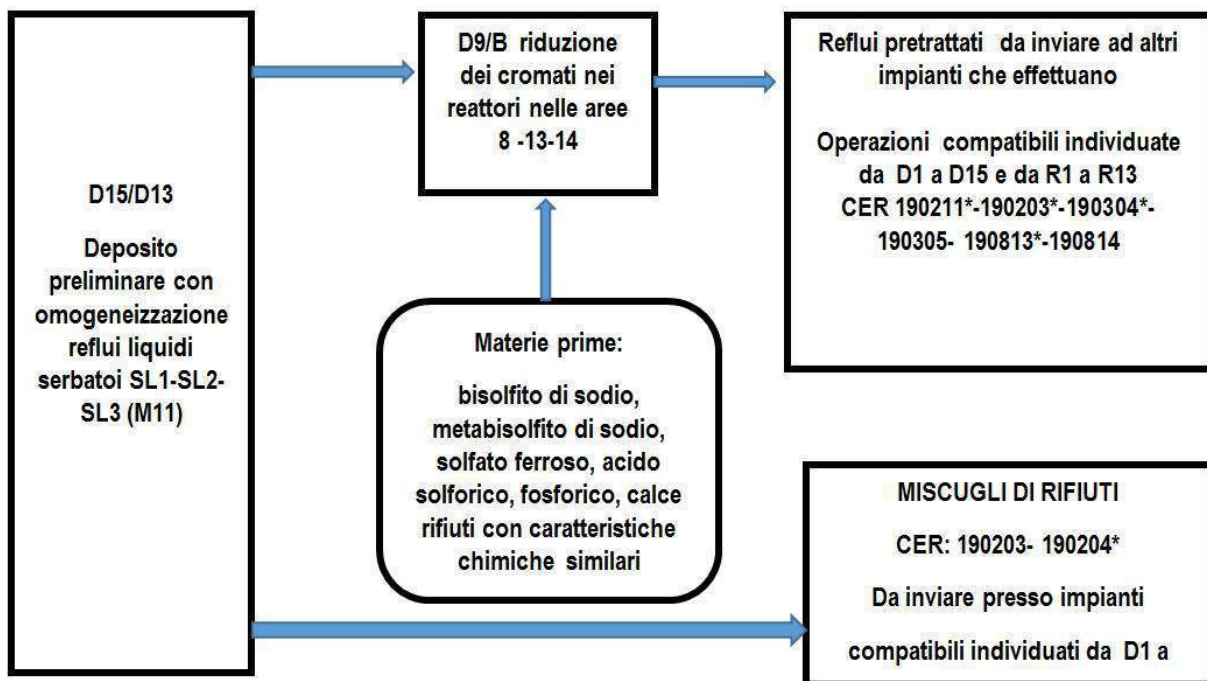 D15/D13
Deposito
preliminare con
omogeneizzazione
reflui liquidi
serbatoi SL1-SL2-
SL3 (M11)
D9/B riduzione
dei cromati nei
reattori nelle aree
8 -13-14
Reflui pretrattati da inviare ad altri
impianti che effettuano
Operazioni compatibili individuate
da D1 a D15 e da R1 a R13
CER 190211*-190203*-190304*-
190305- 190813*-190814
Materie prime:
bisolfito di sodio,
metabisolfito di sodio,
solfato ferroso, acido
solforico, fosforico, calce
rifiuti con caratteristiche
chimiche similari
MISCUGLI DI RIFIUTI
CER: 190203- 190204*
Da inviare presso impianti
compatibili individuati da D1 a